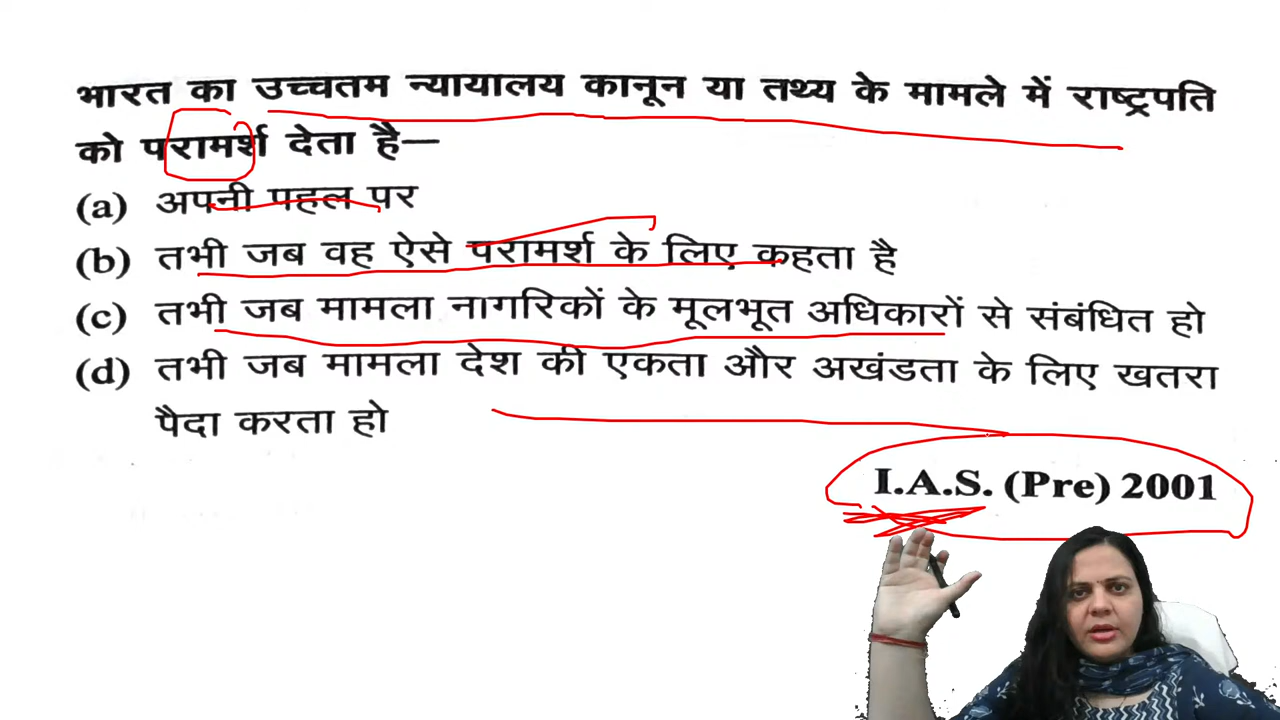 भारत का उच्चतम न्यायालय कानून या तथ्य के मामले में राष्ट्रपति
को परामर्श देता है—
(a) अपनी पहल पर
(b) तभी जब वह ऐसे परामर्श के लिए कहता है
(c) तभी जब मामला नागरिकों के मूलभूत अधिकारों से संबंधित हो
(d) तभी जब मामला देश की एकता और अखंडता के लिए खतरा
पैदा करता हो
I.A.S. (Pre) 2001